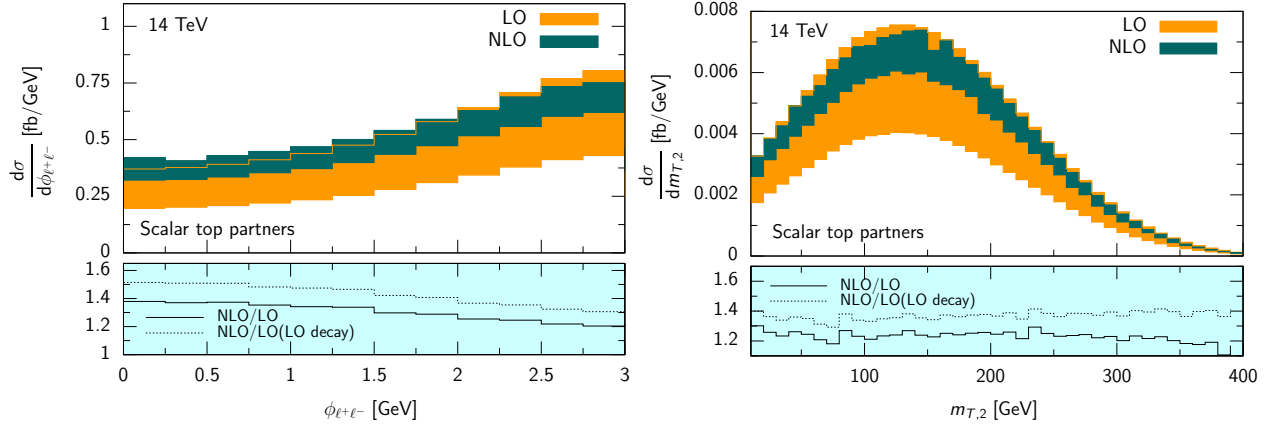 14 TeV
LO
NLO
dσ/dϕℓ+ℓ− [fb/GeV]
1
0.75
0.5
0.25
0
Scalar top partners
1.6
1.4
1.2
1
NLO/LO
NLO/LO(LO decay)
0 0.5 1 1.5 2 2.5 3
ϕℓ+ℓ− [GeV]
14 TeV
LO
NLO
dσ/dmT,2 [fb/GeV]
0.008
0.006
0.004
0.002
0
Scalar top partners
1.6
1.4
1.2
NLO/LO
NLO/LO(LO decay)
100 200 300 400
mT,2 [GeV]